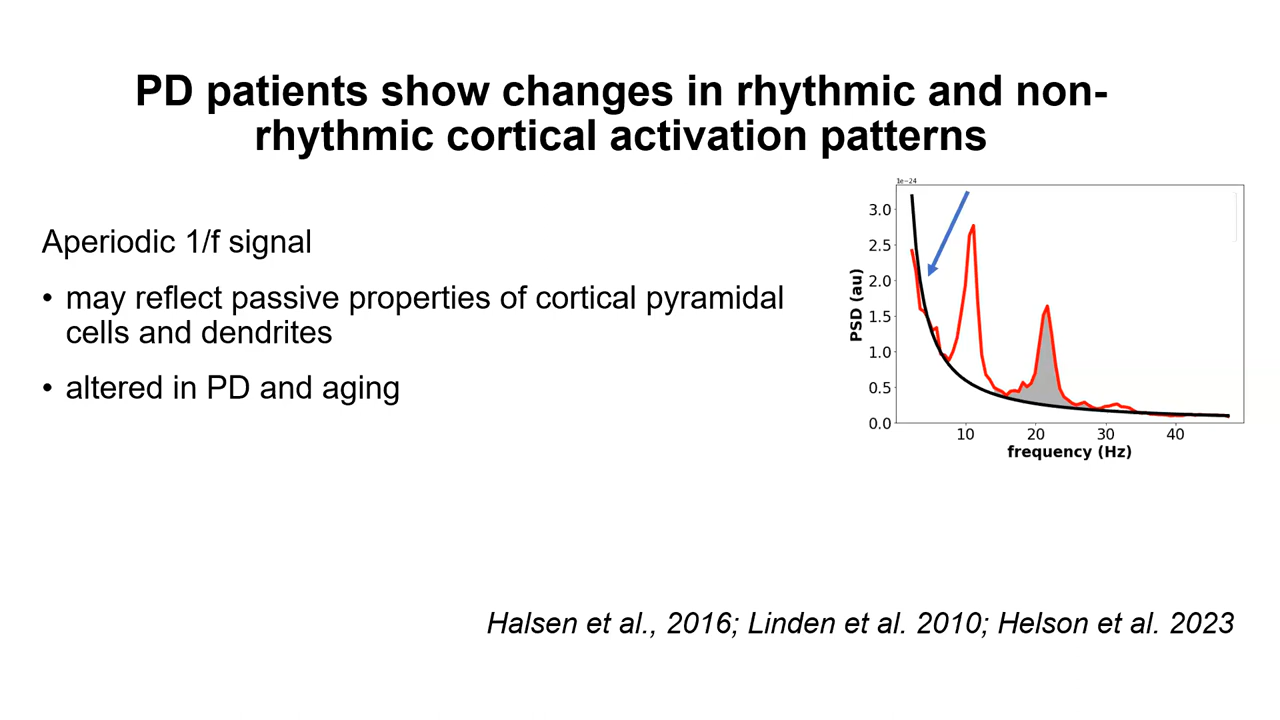 PD patients show changes in rhythmic and non-
rhythmic cortical activation patterns
Aperiodic 1/f signal
• may reflect passive properties of cortical pyramidal
cells and dendrites
• altered in PD and aging
1e−24
3.0
2.5
2.0
1.5
1.0
0.5
0.0
PSD (au)
10 20 30 40
frequency (Hz)
Halsen et al., 2016; Linden et al. 2010; Helson et al. 2023